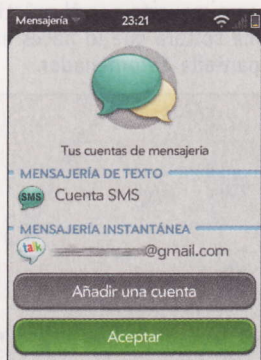 Mensajería 23:21
Tus cuentas de mensajería
MENSAJERÍA DE TEXTO
SMS Cuenta SMS
MENSAJERÍA INSTANTÁNEA
talk @gmail.com
Añadir una cuenta
Aceptar